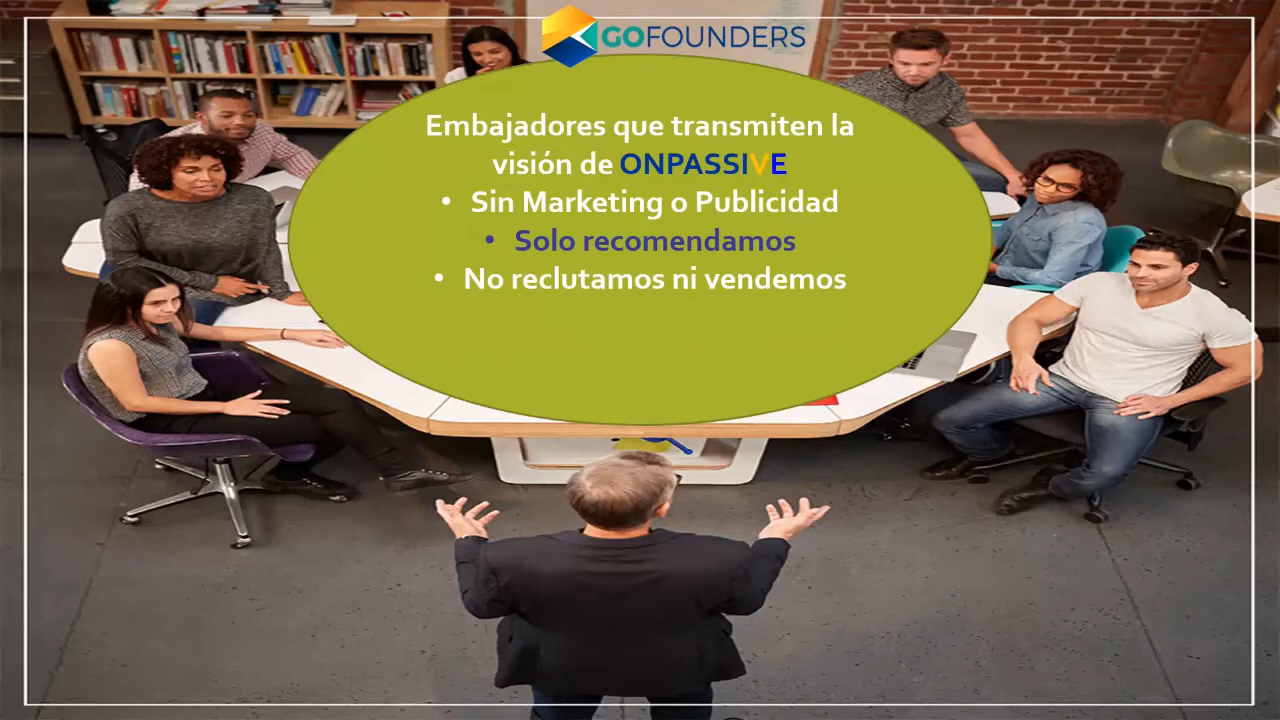 GOFOUNDERS
Embajadores que transmiten la
visión de ONPASSIVE
• Sin Marketing o Publicidad
• Solo recomendamos
• No reclutamos ni vendemos